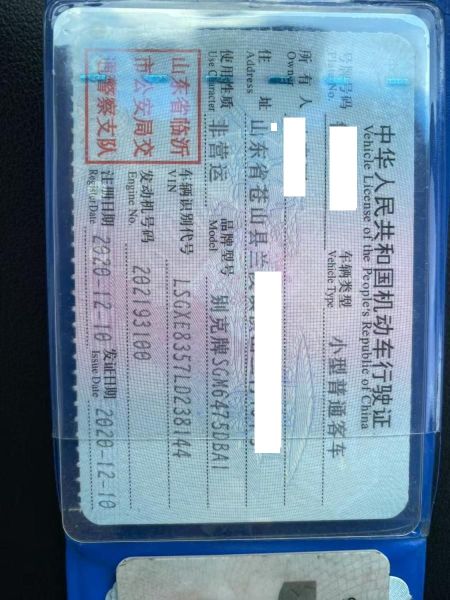 中华人民共和国机动车行驶证
Vehicle License of the People's Republic of China
号牌号码
Plate No.
车辆类型 小型普通客车
Vehicle Type
所有人
Owner
住址 山东省苍山县兰陵
Address
使用性质 非营运
Use Character
品牌型号 别克牌SGM6475DBA1
Model
山东省临沂
市公安局交
通警察支队
车辆识别代号 LSGXE8357LD238144
VIN
发动机号码 202193100
Engine No.
注册日期 2020-12-10
Register Date
发证日期 2020-12-10
Issue Date